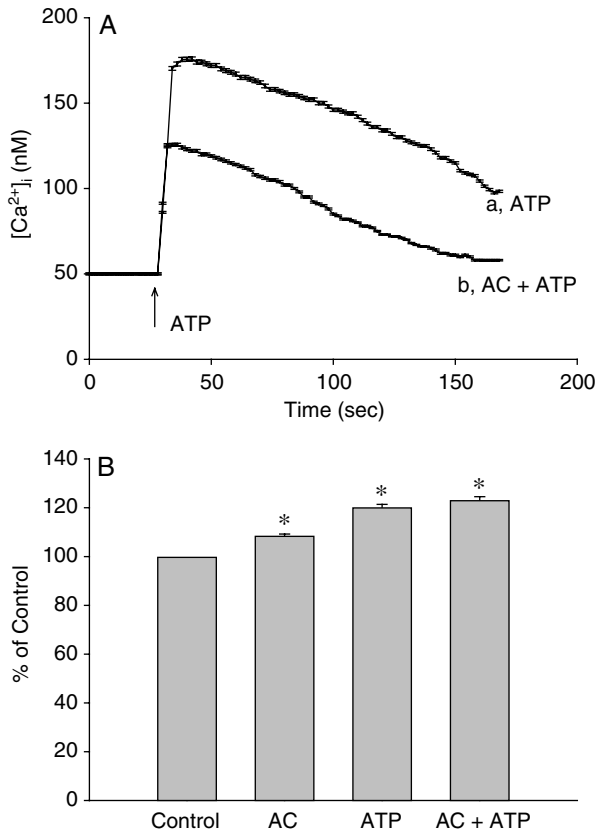 A
200
150
100
50
0
[Ca²⁺]ᵢ (nM)
a, ATP
b, AC + ATP
ATP
0 50 100 150 200
Time (sec)
B
140
120
100
80
60
40
20
0
% of Control
* * *
Control AC ATP AC + ATP